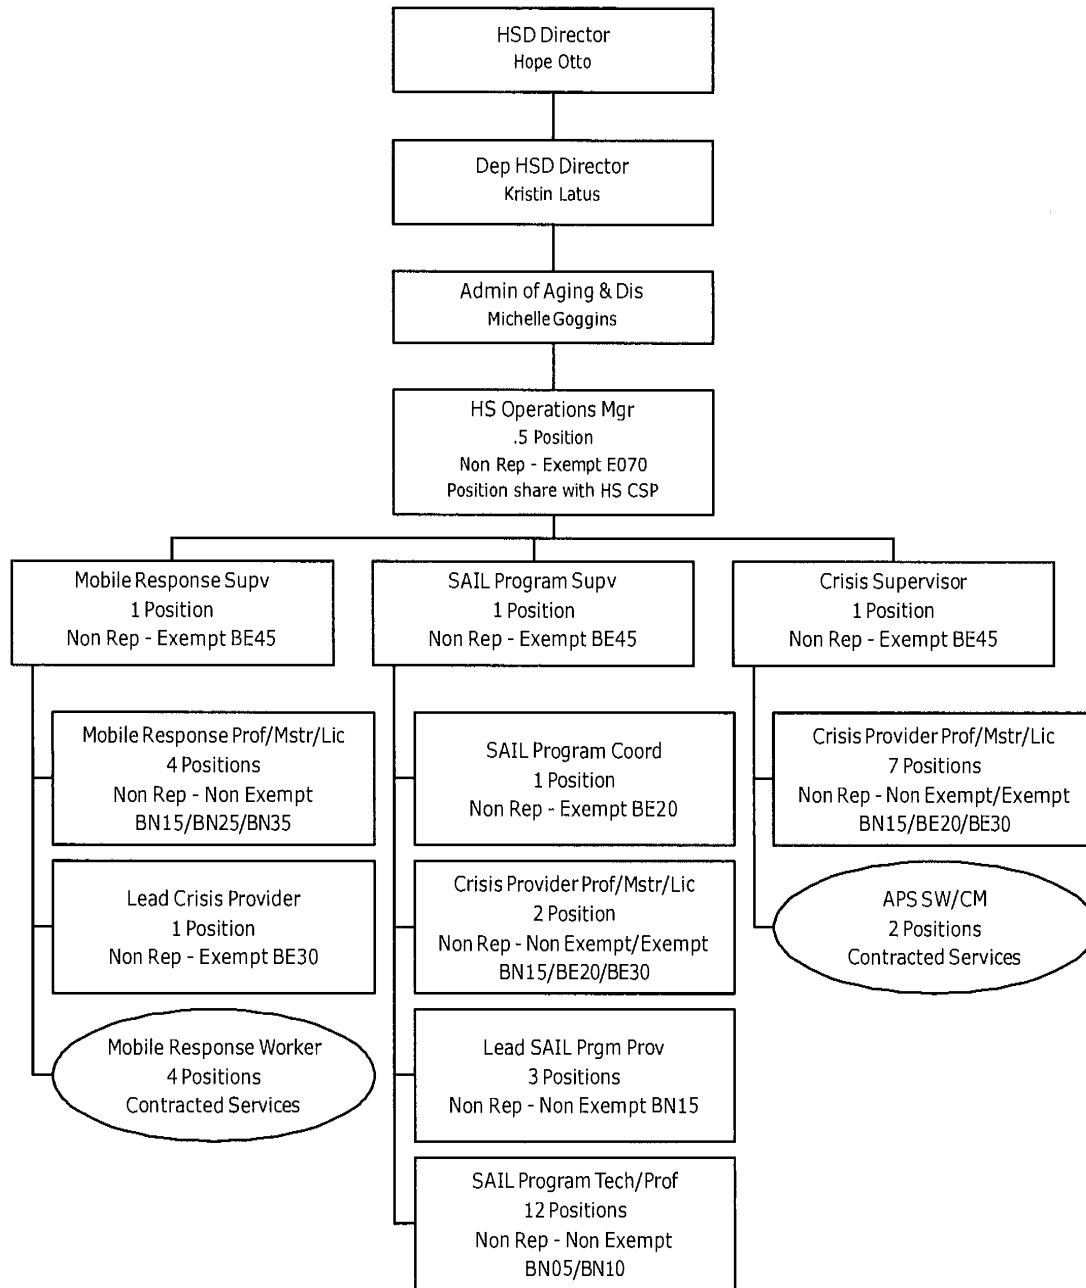 HSD Director
Hope Otto
Dep HSD Director
Kristin Latus
Admin of Aging & Dis
Michelle Goggins
HS Operations Mgr
.5 Position
Non Rep - Exempt E070
Position share with HS CSP
Mobile Response Supv
1 Position
Non Rep - Exempt BE45
SAIL Program Supv
1 Position
Non Rep - Exempt BE45
Crisis Supervisor
1 Position
Non Rep - Exempt BE45
Mobile Response Prof/Mstr/Lic
4 Positions
Non Rep - Non Exempt
BN15/BN25/BN35
Lead Crisis Provider
1 Position
Non Rep - Exempt BE30
Mobile Response Worker
4 Positions
Contracted Services
SAIL Program Coord
1 Position
Non Rep - Exempt BE20
Crisis Provider Prof/Mstr/Lic
2 Position
Non Rep - Non Exempt/Exempt
BN15/BE20/BE30
Lead SAIL Prgm Prov
3 Positions
Non Rep - Non Exempt BN15
SAIL Program Tech/Prof
12 Positions
Non Rep - Non Exempt
BN05/BN10
Crisis Provider Prof/Mstr/Lic
7 Positions
Non Rep - Non Exempt/Exempt
BN15/BE20/BE30
APS SW/CM
2 Positions
Contracted Services